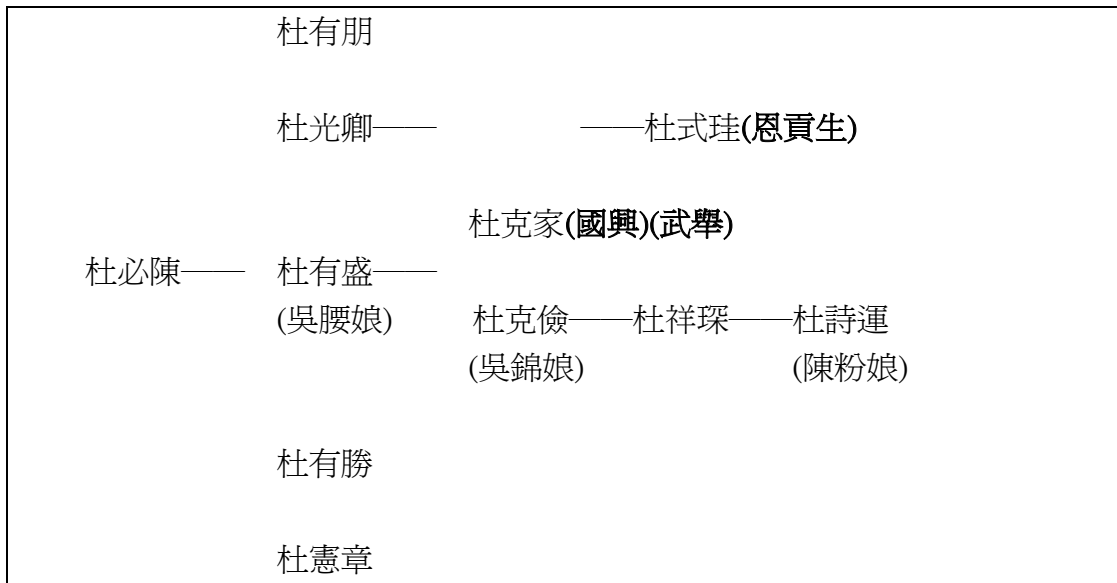 杜有朋
杜光卿—— ——杜式珪(恩貢生)
杜克家(國興)(武舉)
杜必陳—— 杜有盛——
(吳腰娘) 杜克儉——杜祥琛——杜詩運
(吳錦娘) (陳粉娘)
杜有勝
杜憲章